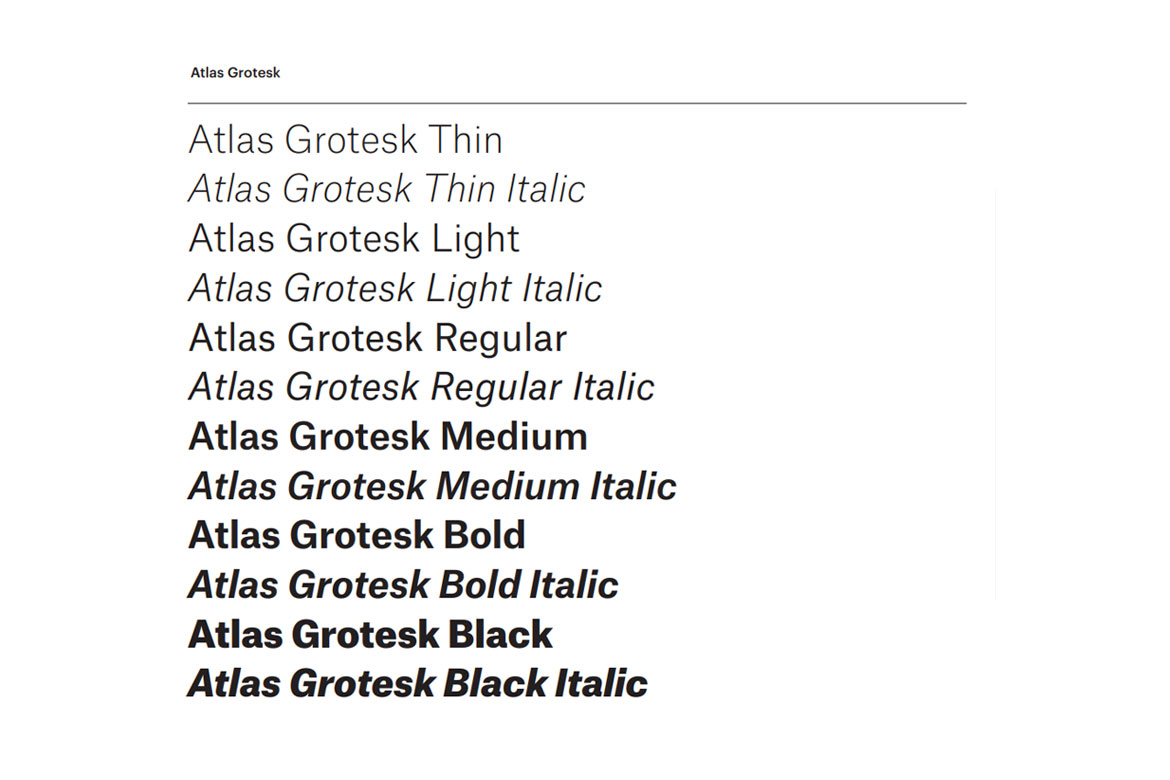 Atlas Grotesk
Atlas Grotesk Thin
Atlas Grotesk Thin Italic
Atlas Grotesk Light
Atlas Grotesk Light Italic
Atlas Grotesk Regular
Atlas Grotesk Regular Italic
Atlas Grotesk Medium
Atlas Grotesk Medium Italic
Atlas Grotesk Bold
Atlas Grotesk Bold Italic
Atlas Grotesk Black
Atlas Grotesk Black Italic